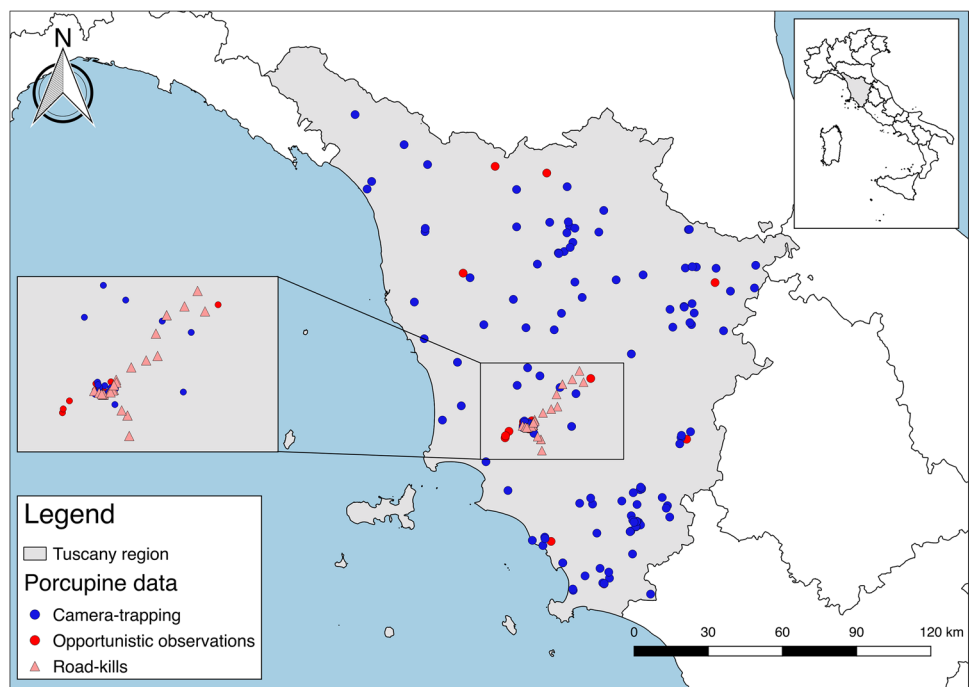 N
Legend
Tuscany region
Porcupine data
Camera-trapping
Opportunistic observations
Road-kills
0 30 60 90 120 km